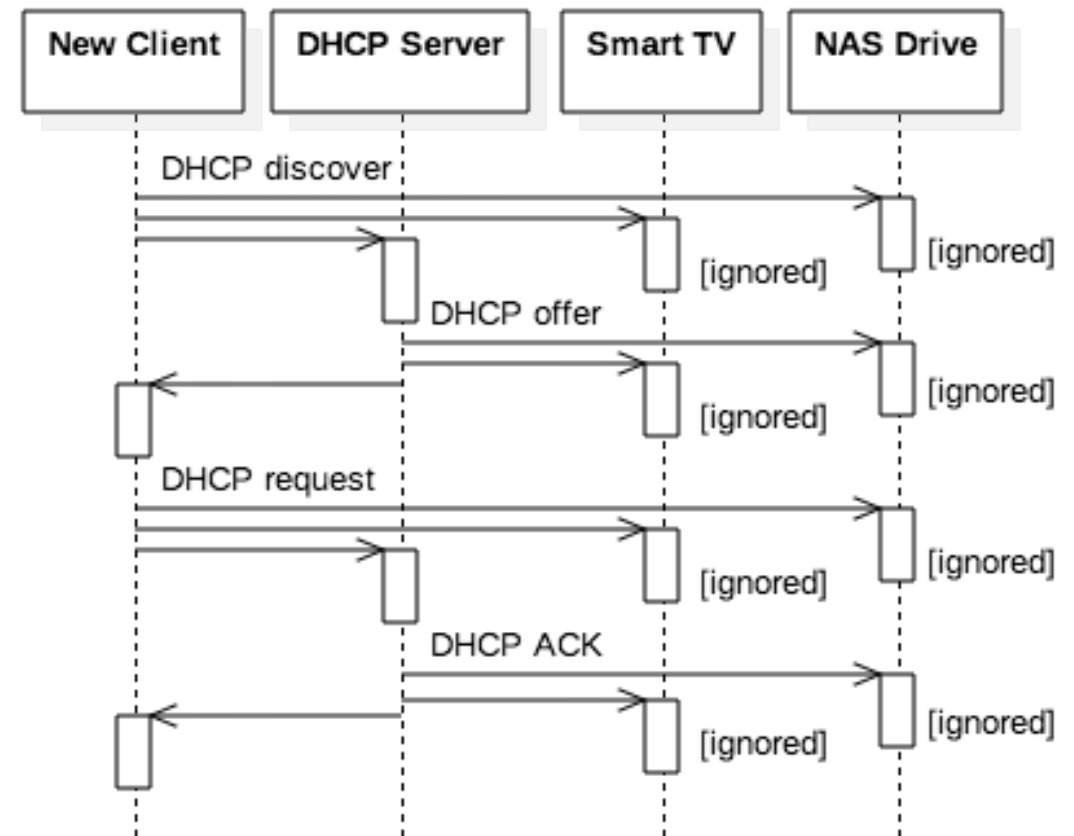 New Client
DHCP Server
Smart TV
NAS Drive
DHCP discover
[ignored]
[ignored]
DHCP offer
[ignored]
[ignored]
DHCP request
[ignored]
[ignored]
DHCP ACK
[ignored]
[ignored]